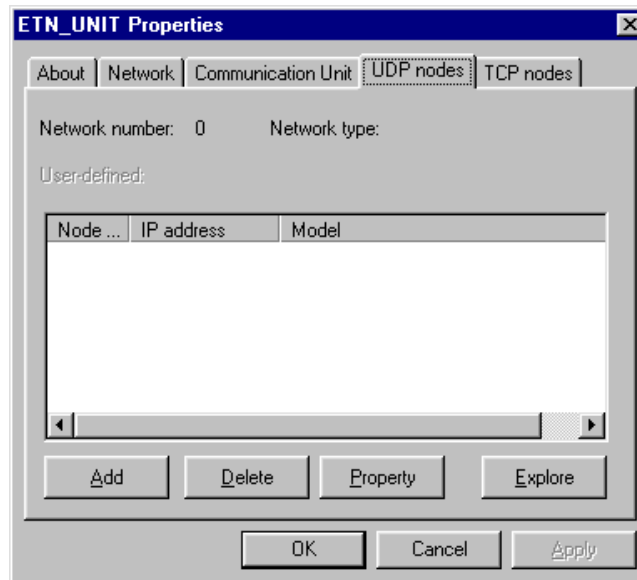 ETN_UNIT Properties
About Network Communication Unit UDP nodes TCP nodes
Network number: 0 Network type:
User-defined:
Node ... IP address Model
Add Delete Property Explore
OK Cancel Apply